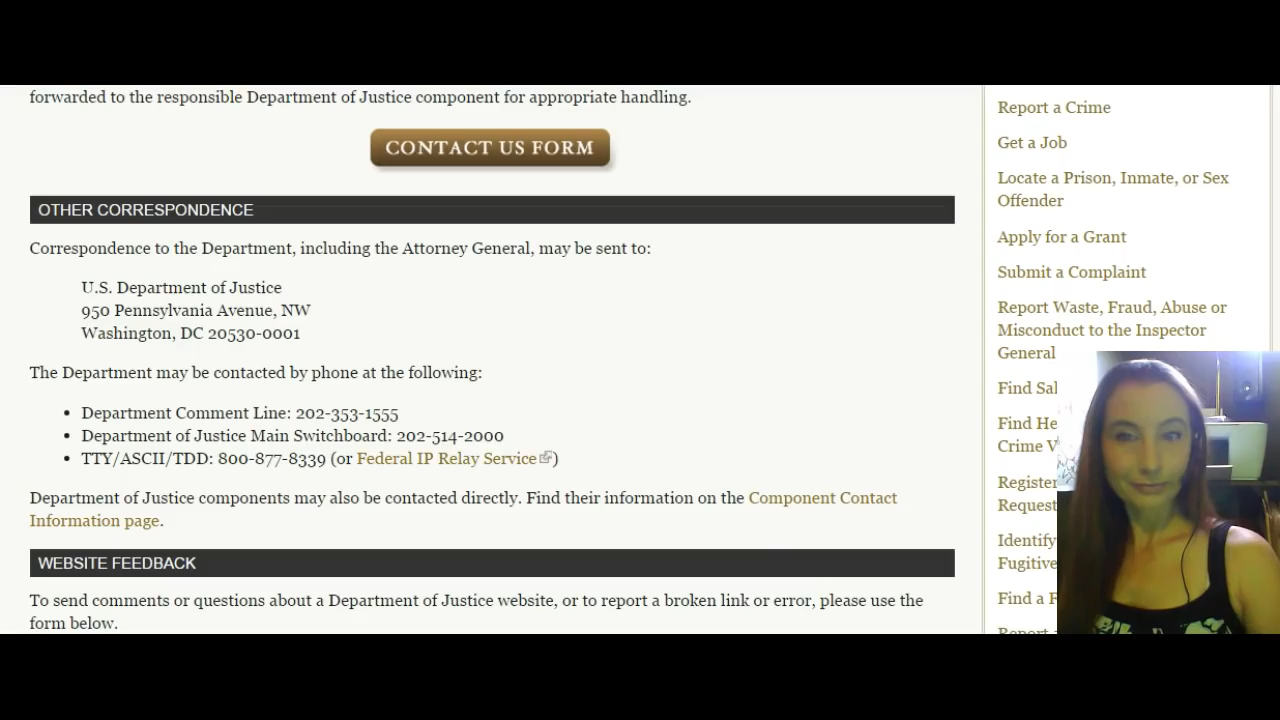 forwarded to the responsible Department of Justice component for appropriate handling.
CONTACT US FORM
OTHER CORRESPONDENCE
Correspondence to the Department, including the Attorney General, may be sent to:
U.S. Department of Justice
950 Pennsylvania Avenue, NW
Washington, DC 20530-0001
The Department may be contacted by phone at the following:
• Department Comment Line: 202-353-1555
• Department of Justice Main Switchboard: 202-514-2000
• TTY/ASCII/TDD: 800-877-8339 (or Federal IP Relay Service)
Department of Justice components may also be contacted directly. Find their information on the Component Contact
Information page.
WEBSITE FEEDBACK
To send comments or questions about a Department of Justice website, or to report a broken link or error, please use the
form below.
Report a Crime
Get a Job
Locate a Prison, Inmate, or Sex
Offender
Apply for a Grant
Submit a Complaint
Report Waste, Fraud, Abuse or
Misconduct to the Inspector
General
Find
Find
Crime
Register
Request
Identify
Fugitive
Find a
Report